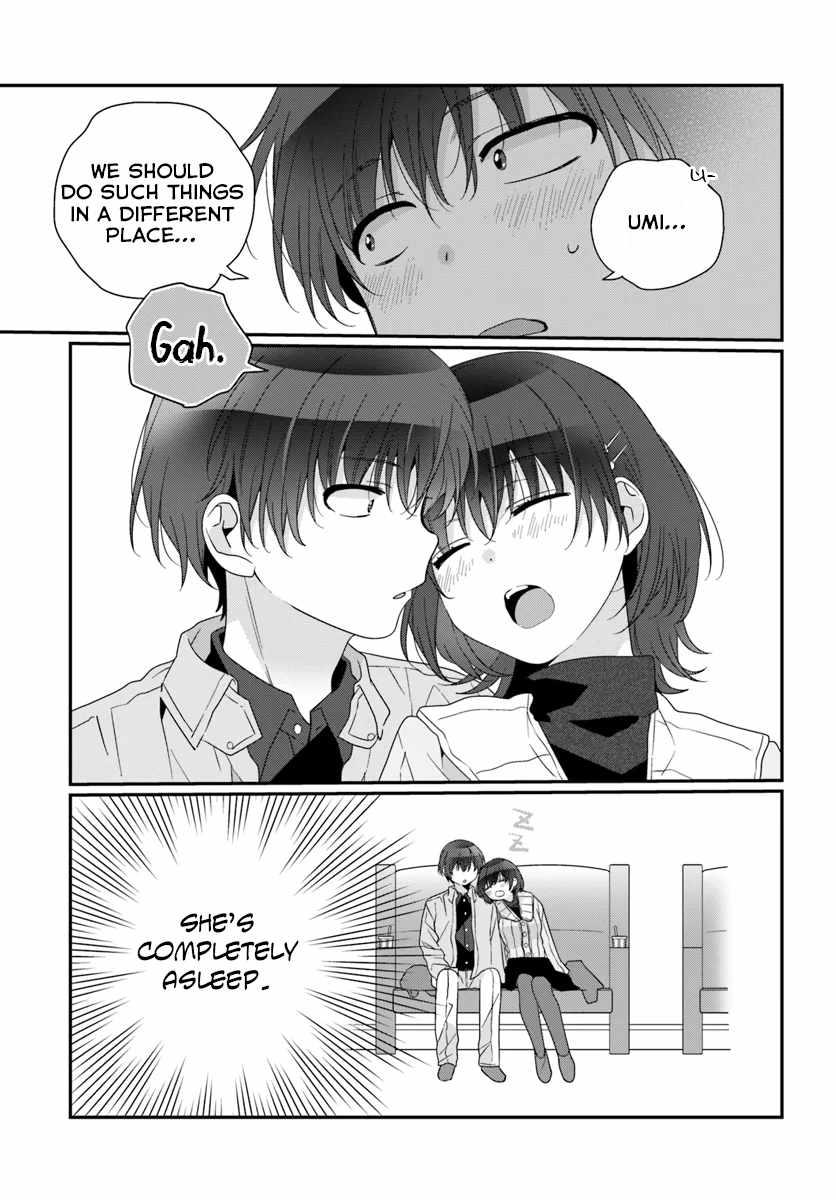 U-
UMI...
WE SHOULD
DO SUCH THINGS
IN A DIFFERENT
PLACE...
Gah.
Z
Z
SHE'S
COMPLETELY
ASLEEP.